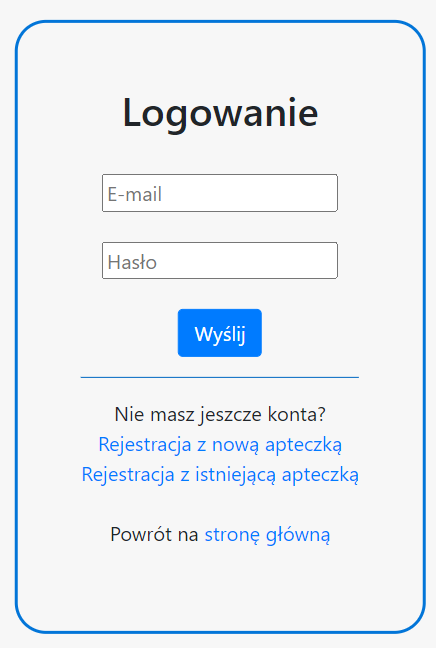 Logowanie
E-mail
Hasło
Wyślij
Nie masz jeszcze konta?
Rejestracja z nową apteczką
Rejestracja z istniejącą apteczką
Powrót na stronę główną